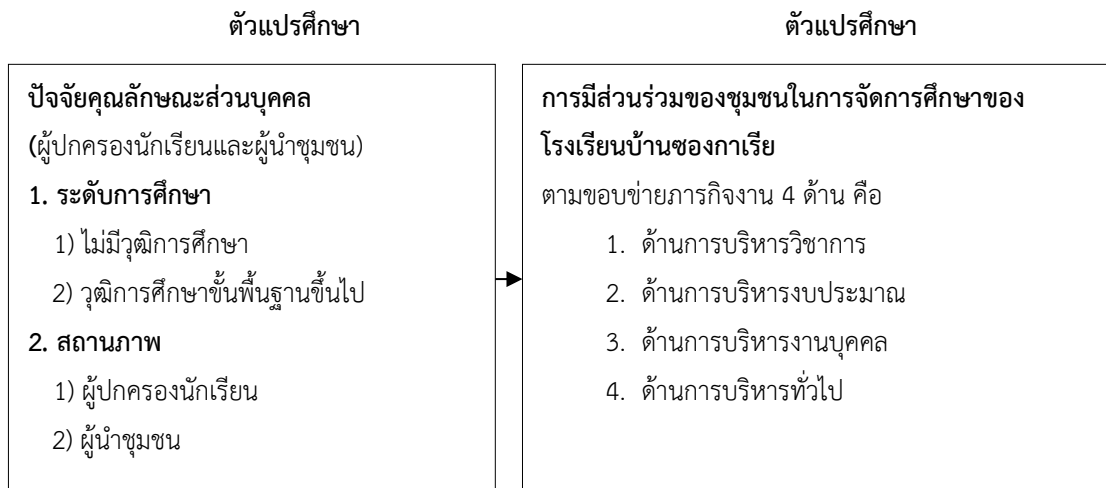 ตัวแปรศึกษา
ปัจจัยคุณลักษณะส่วนบุคคล
(ผู้ปกครองนักเรียนและผู้นำชุมชน)
1. ระดับการศึกษา
1) ไม่มีวุฒิการศึกษา
2) วุฒิการศึกษาขั้นพื้นฐานขึ้นไป
2. สถานภาพ
1) ผู้ปกครองนักเรียน
2) ผู้นำชุมชน
ตัวแปรศึกษา
การมีส่วนร่วมของชุมชนในการจัดการศึกษาของ
โรงเรียนบ้านซองกาเรีย
ตามขอบข่ายภารกิจงาน 4 ด้าน คือ
1. ด้านการบริหารวิชาการ
2. ด้านการบริหารงบประมาณ
3. ด้านการบริหารงานบุคคล
4. ด้านการบริหารทั่วไป